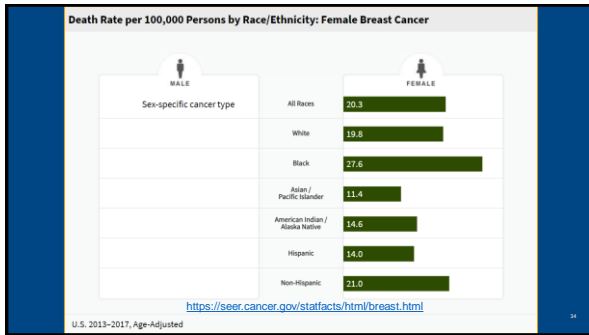 Death Rate per 100,000 Persons by Race/Ethnicity: Female Breast Cancer
MALE
FEMALE
Sex-specific cancer type
All Races
20.3
White
19.8
Black
27.6
Asian /
Pacific Islander
11.4
American Indian /
Alaska Native
14.6
Hispanic
14.0
Non-Hispanic
21.0
https://seer.cancer.gov/statfacts/html/breast.html
U.S. 2013–2017, Age-Adjusted
34